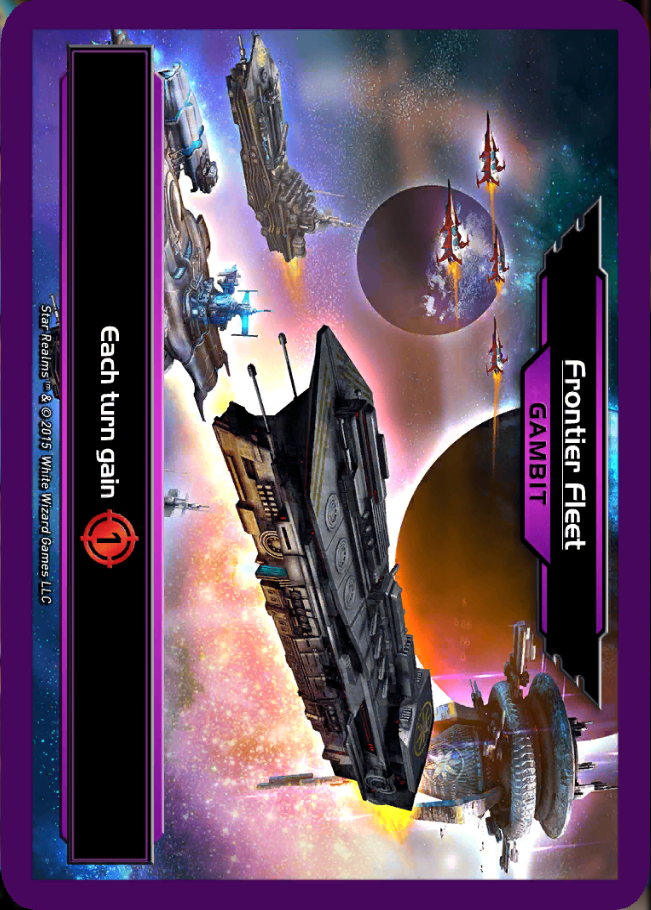 Frontier Fleet
GAMBIT
Each turn gain 1
Star Realms™ & © 2015 White Wizard Games LLC